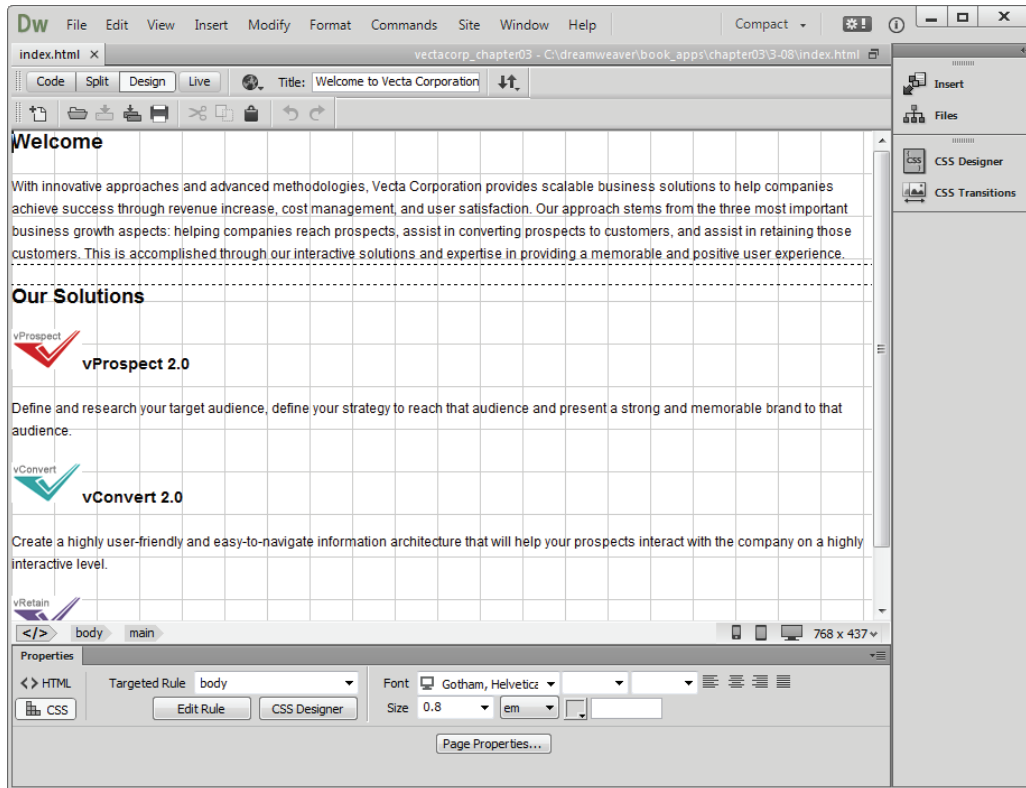 Dw File Edit View Insert Modify Format Commands Site Window Help Compact
index.html × vectacorp_chapter03 - C:\dreamweaver\book_apps\chapter03\3-08\index.html
Code Split Design Live Title: Welcome to Vecta Corporation
Insert
Files
CSS Designer
CSS Transitions
Welcome
With innovative approaches and advanced methodologies, Vecta Corporation provides scalable business solutions to help companies
achieve success through revenue increase, cost management, and user satisfaction. Our approach stems from the three most important
business growth aspects: helping companies reach prospects, assist in converting prospects to customers, and assist in retaining those
customers. This is accomplished through our interactive solutions and expertise in providing a memorable and positive user experience.
Our Solutions
vProspect
vProspect 2.0
Define and research your target audience, define your strategy to reach that audience and present a strong and memorable brand to that
audience.
vConvert
vConvert 2.0
Create a highly user-friendly and easy-to-navigate information architecture that will help your prospects interact with the company on a highly
interactive level.
vRetain
</> body main 768 x 437
Properties
<> HTML Targeted Rule body Font Gotham, Helvetica
CSS Edit Rule CSS Designer Size 0.8 em
Page Properties...